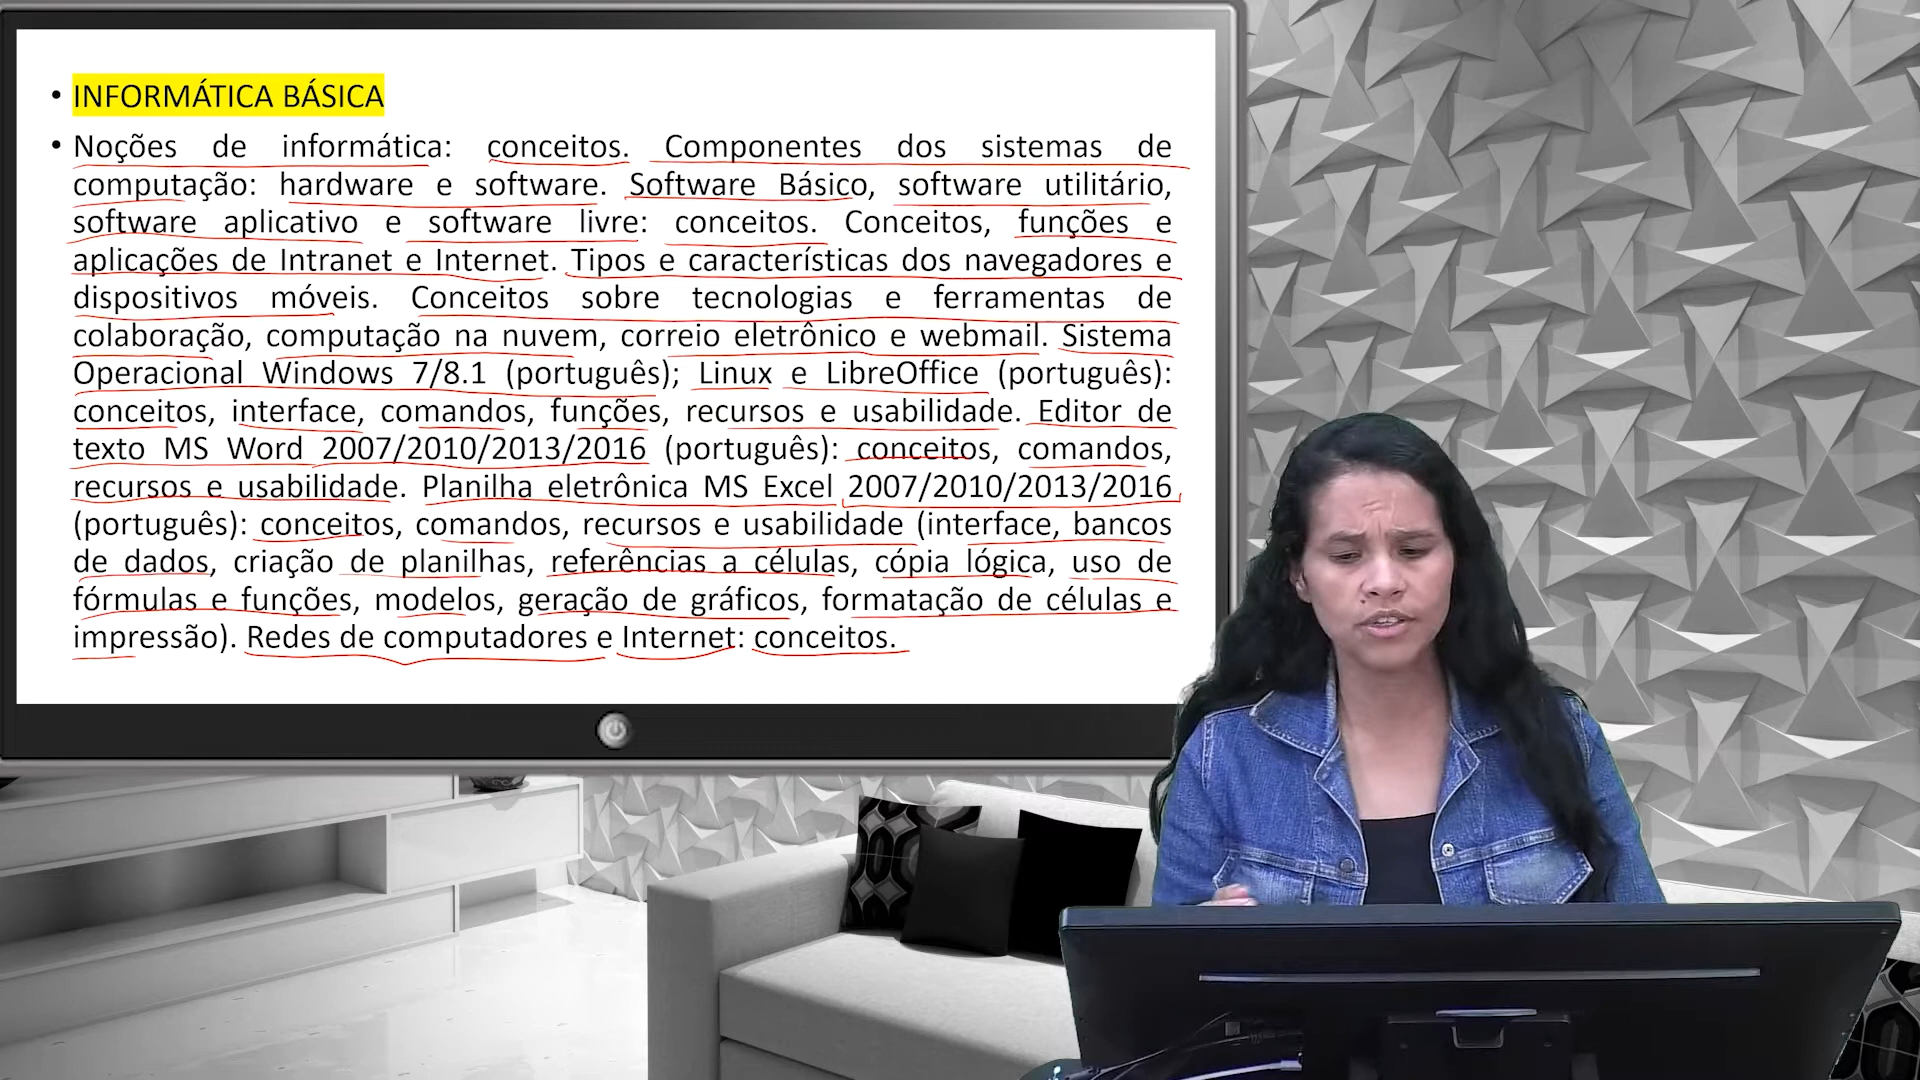 INFORMÁTICA BÁSICA
Noções de informática: conceitos. Componentes dos sistemas de
computação: hardware e software. Software Básico, software utilitário,
software aplicativo e software livre: conceitos. Conceitos, funções e
aplicações de Intranet e Internet. Tipos e características dos navegadores e
dispositivos móveis. Conceitos sobre tecnologias e ferramentas de
colaboração, computação na nuvem, correio eletrônico e webmail. Sistema
Operacional Windows 7/8.1 (português); Linux e LibreOffice (português):
conceitos, interface, comandos, funções, recursos e usabilidade. Editor de
texto MS Word 2007/2010/2013/2016 (português): conceitos, comandos,
recursos e usabilidade. Planilha eletrônica MS Excel 2007/2010/2013/2016
(português): conceitos, comandos, recursos e usabilidade (interface, bancos
de dados, criação de planilhas, referências a células, cópia lógica, uso de
fórmulas e funções, modelos, geração de gráficos, formatação de células e
impressão). Redes de computadores e Internet: conceitos.